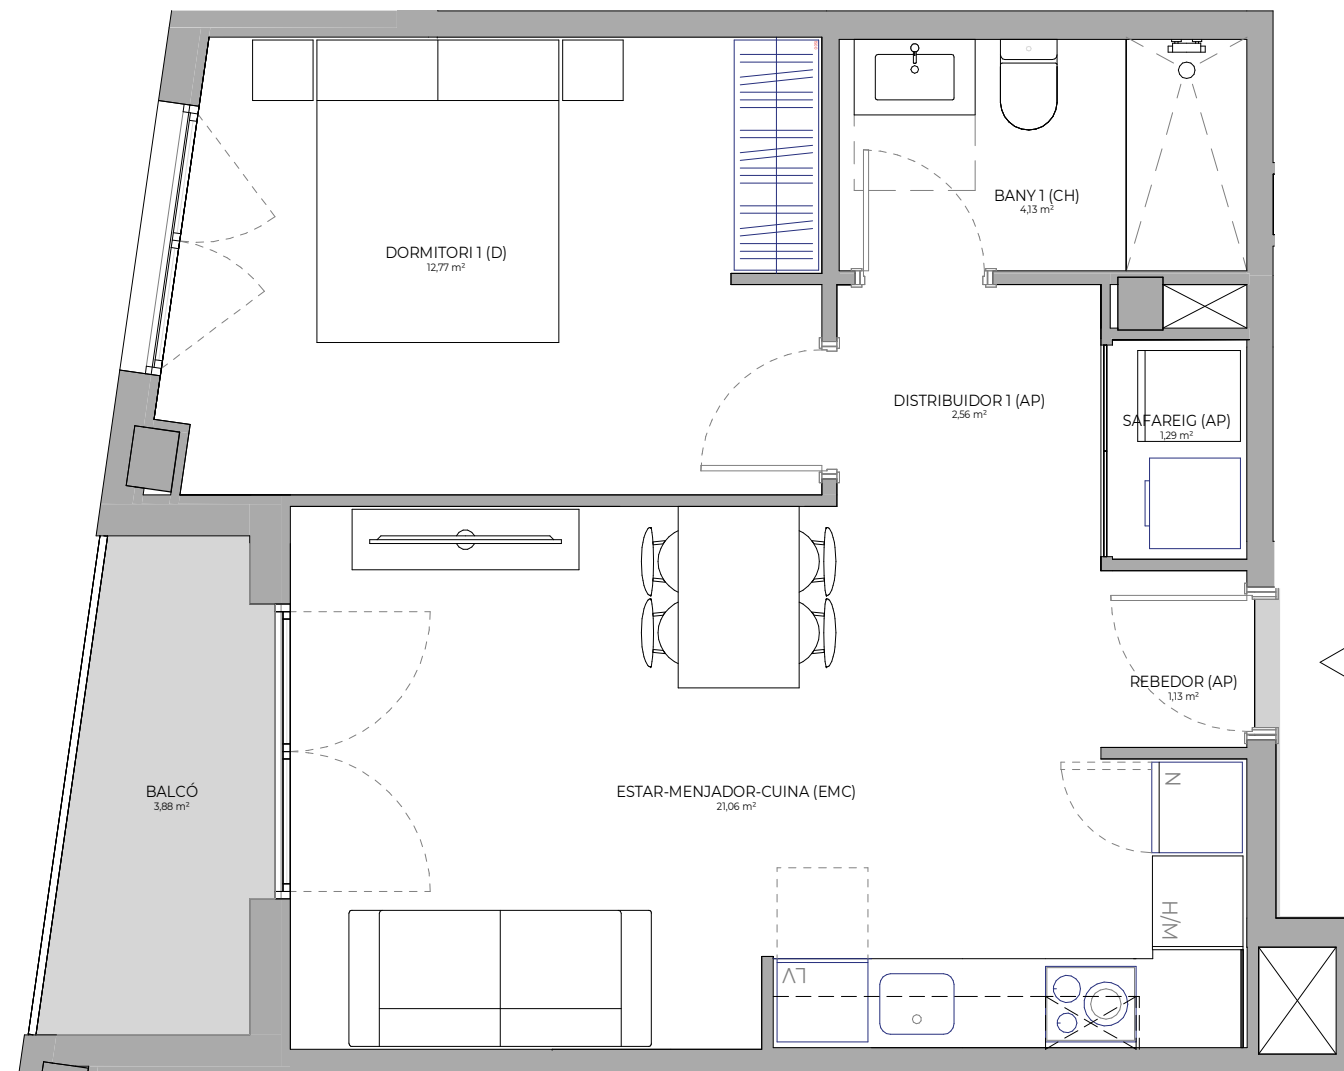 BANY 1 (CH)
4,13 m²
DORMITORI 1 (D)
12,77 m²
DISTRIBUIDOR 1 (AP)
2,56 m²
SAFAREIG (AP)
1,29 m²
REBEDOR (AP)
1,13 m²
BALCÓ
3,88 m²
ESTAR-MENJADOR-CUINA (EMC)
21,06 m²
N
H/M
LV